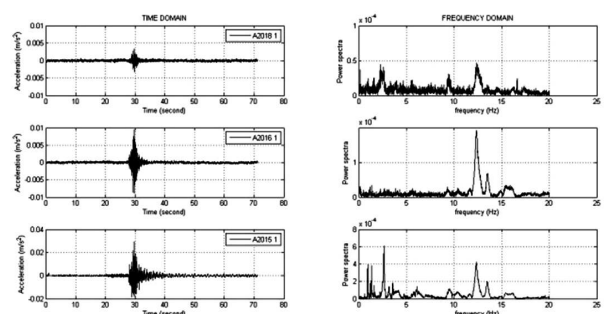 TIME DOMAIN
FREQUENCY DOMAIN
0.01
0.005
0
-0.005
-0.01
Acceleration (m/s²)
A2018 1
0 10 20 30 40 50 60 70 80
Time (second)
x 10⁻⁴
1
0.5
0
Power spectra
0 5 10 15 20 25
frequency (Hz)
0.01
0.005
0
-0.005
-0.01
Acceleration (m/s²)
A2016 1
0 10 20 30 40 50 60 70 80
Time (second)
x 10⁻⁴
2
1
0
Power spectra
0 5 10 15 20 25
frequency (Hz)
0.04
0.02
0
-0.02
Acceleration (m/s²)
A2015 1
0 10 20 30 40 50 60 70 80
Time (second)
x 10⁻⁴
8
6
4
2
0
Power spectra
0 5 10 15 20 25
frequency (Hz)